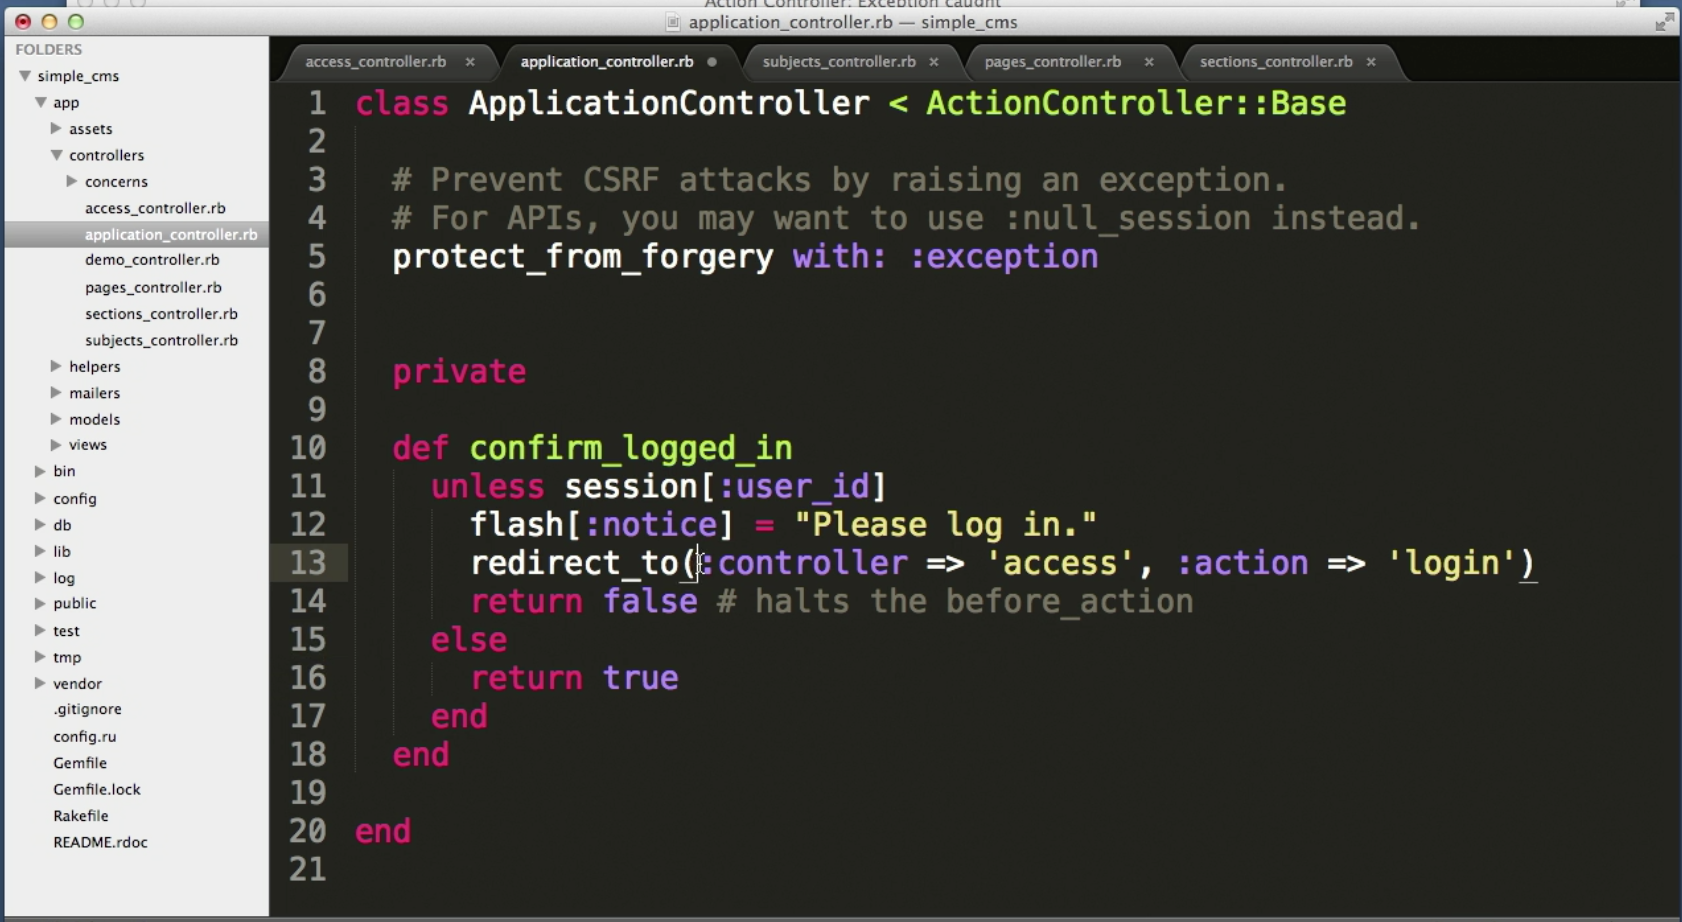 Action Controller: Exception caught
application_controller.rb — simple_cms
FOLDERS
simple_cms
app
assets
controllers
concerns
access_controller.rb
application_controller.rb
demo_controller.rb
pages_controller.rb
sections_controller.rb
subjects_controller.rb
helpers
mailers
models
views
bin
config
db
lib
log
public
test
tmp
vendor
.gitignore
config.ru
Gemfile
Gemfile.lock
Rakefile
README.rdoc
access_controller.rb × application_controller.rb • subjects_controller.rb × pages_controller.rb × sections_controller.rb ×
1 class ApplicationController < ActionController::Base
2
3   # Prevent CSRF attacks by raising an exception.
4   # For APIs, you may want to use :null_session instead.
5   protect_from_forgery with: :exception
6
7
8   private
9
10   def confirm_logged_in
11     unless session[:user_id]
12       flash[:notice] = "Please log in."
13       redirect_to(:controller => 'access', :action => 'login')
14       return false # halts the before_action
15     else
16       return true
17     end
18   end
19
20 end
21